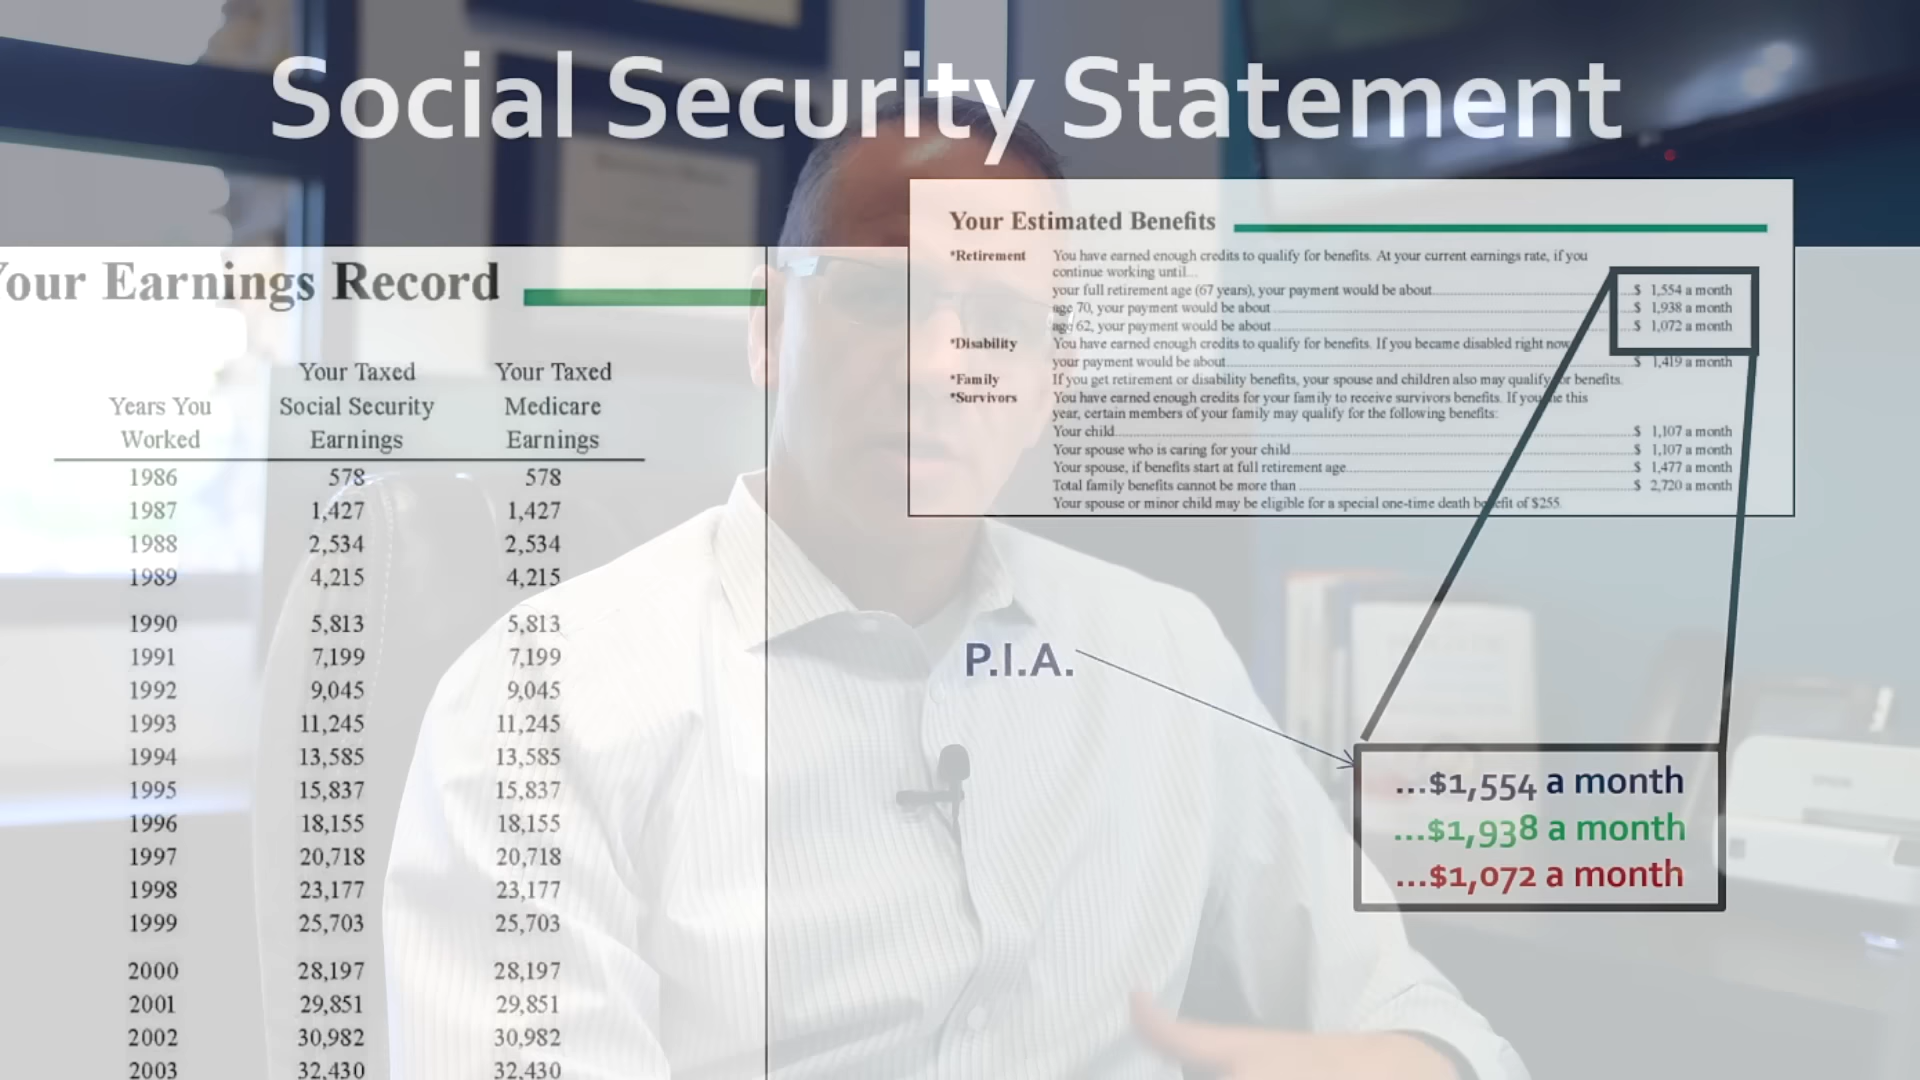 Social Security Statement
our Earnings Record
Years You Worked
Your Taxed Social Security Earnings
Your Taxed Medicare Earnings
1986 578 578
1987 1,427 1,427
1988 2,534 2,534
1989 4,215 4,215
1990 5,813 5,813
1991 7,199 7,199
1992 9,045 9,045
1993 11,245 11,245
1994 13,585 13,585
1995 15,837 15,837
1996 18,155 18,155
1997 20,718 20,718
1998 23,177 23,177
1999 25,703 25,703
2000 28,197 28,197
2001 29,851 29,851
2002 30,982 30,982
2003 32,430 32,430
Your Estimated Benefits
*Retirement You have earned enough credits to qualify for benefits. At your current earnings rate, if you
continue working until...
your full retirement age (67 years), your payment would be about $ 1,554 a month
age 70, your payment would be about $ 1,938 a month
age 62, your payment would be about $ 1,072 a month
*Disability You have earned enough credits to qualify for benefits. If you became disabled right now
your payment would be about $ 1,419 a month
*Family If you get retirement or disability benefits, your spouse and children also may qualify for benefits.
*Survivors You have earned enough credits for your family to receive survivors benefits. If you die this
year, certain members of your family may qualify for the following benefits:
Your child $ 1,107 a month
Your spouse who is caring for your child $ 1,107 a month
Your spouse, if benefits start at full retirement age $ 1,477 a month
Total family benefits cannot be more than $ 2,720 a month
Your spouse or minor child may be eligible for a special one-time death benefit of $255.
P.I.A.
...$1,554 a month
...$1,938 a month
...$1,072 a month